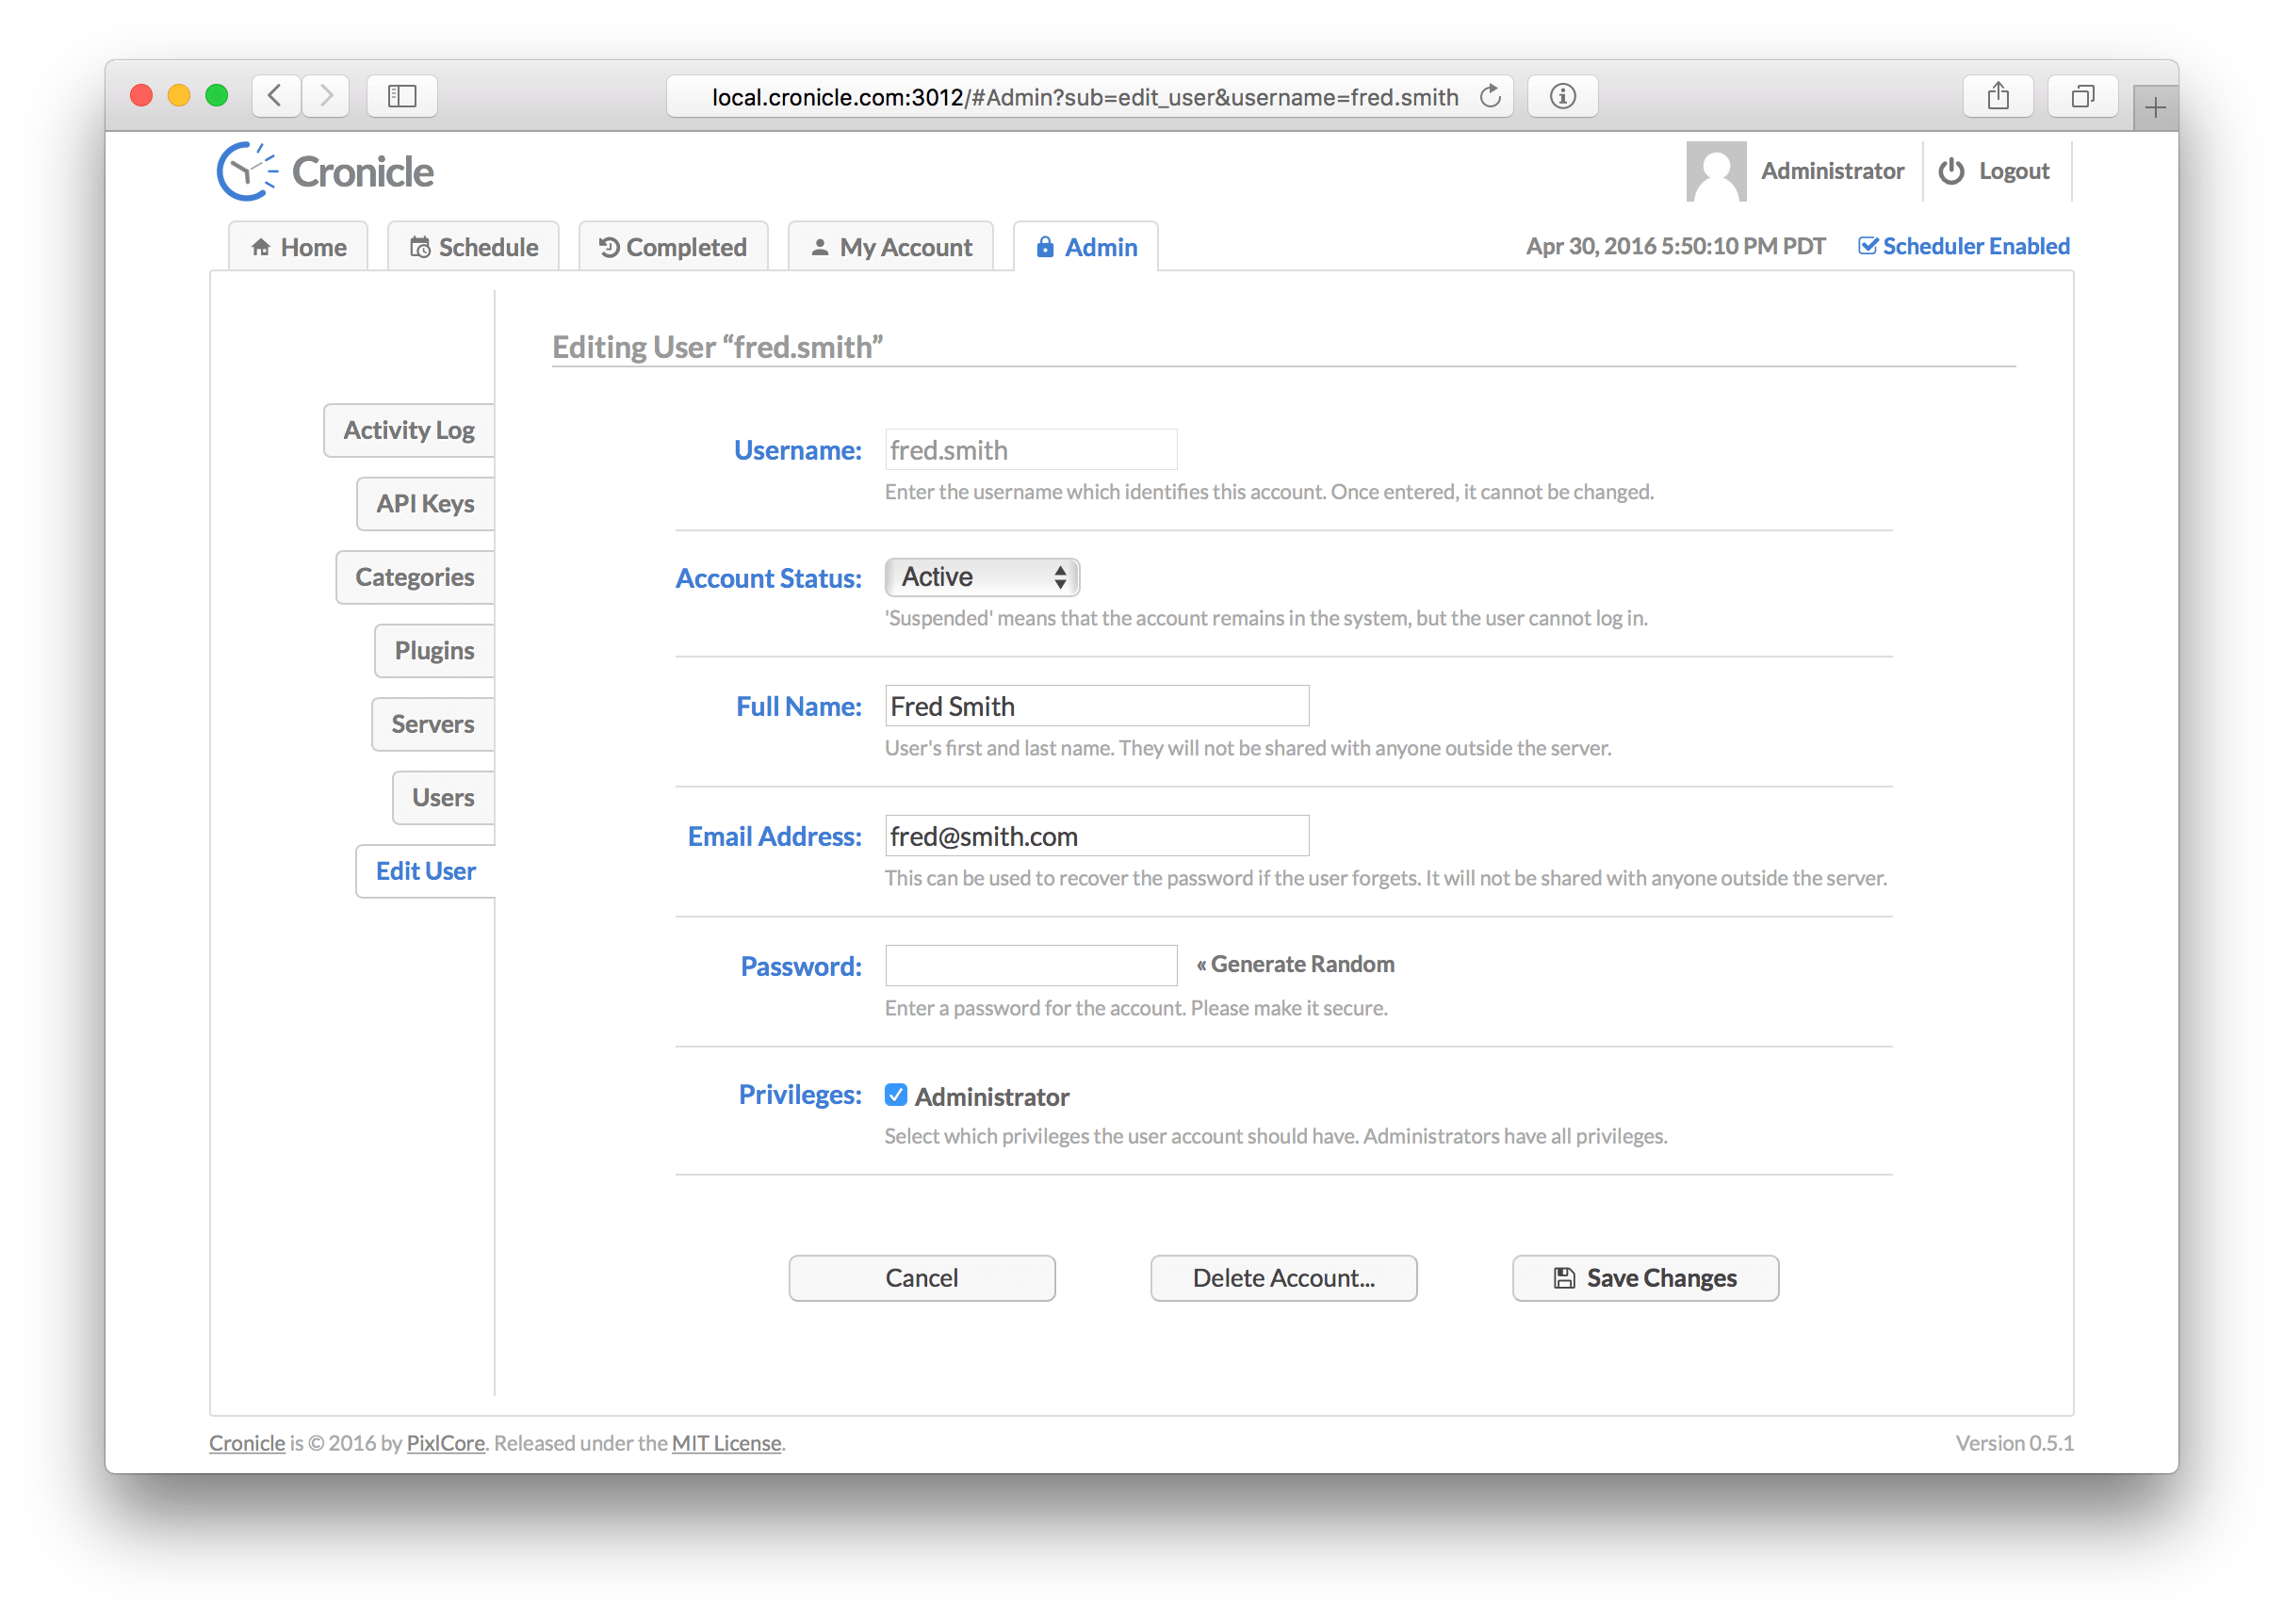 local.cronicle.com:3012/#Admin?sub=edit_user&username=fred.smith
Cronicle
Administrator
Logout
Home
Schedule
Completed
My Account
Admin
Apr 30, 2016 5:50:10 PM PDT
Scheduler Enabled
Activity Log
API Keys
Categories
Plugins
Servers
Users
Edit User
Editing User “fred.smith”
Username: fred.smith
Enter the username which identifies this account. Once entered, it cannot be changed.
Account Status: Active
'Suspended' means that the account remains in the system, but the user cannot log in.
Full Name: Fred Smith
User's first and last name. They will not be shared with anyone outside the server.
Email Address: fred@smith.com
This can be used to recover the password if the user forgets. It will not be shared with anyone outside the server.
Password: « Generate Random
Enter a password for the account. Please make it secure.
Privileges: Administrator
Select which privileges the user account should have. Administrators have all privileges.
Cancel
Delete Account...
Save Changes
Cronicle is © 2016 by PixlCore. Released under the MIT License.
Version 0.5.1